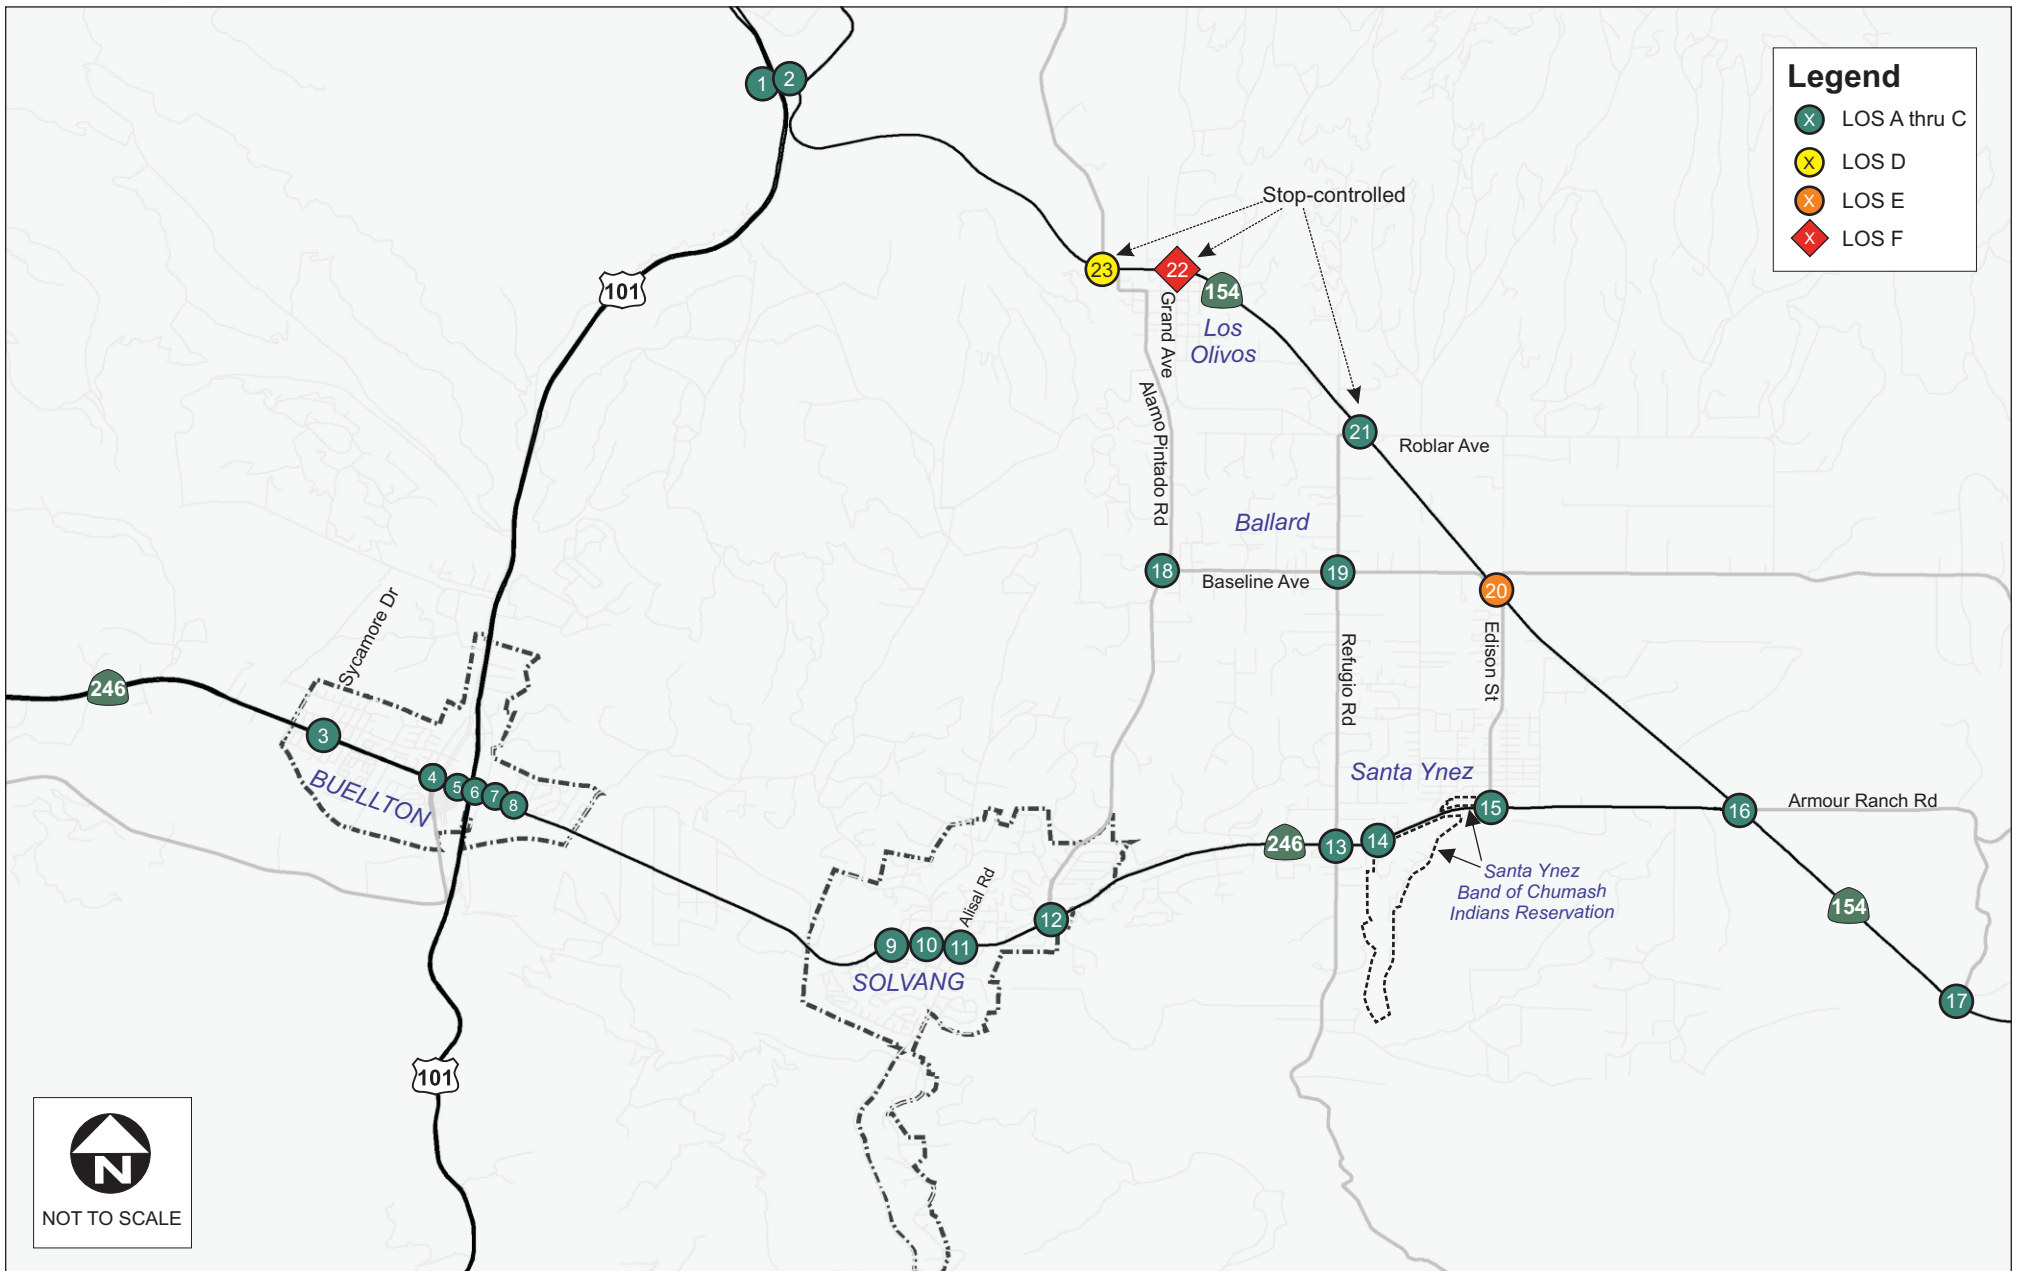 1
2
Legend
X LOS A thru C
X LOS D
X LOS E
X LOS F
Stop-controlled
23
22
154
101
Grand Ave
Los
Olivos
Alamo Pintado Rd
21
Roblar Ave
Ballard
18
Baseline Ave
19
20
Sycamore Dr
Edison St
Refugio Rd
246
3
4
5
6
7
8
BUELLTON
Santa Ynez
15
16
Armour Ranch Rd
246
13
14
Santa Ynez
Band of Chumash
Indians Reservation
154
Alisal Rd
12
9
10
11
SOLVANG
17
101
N
NOT TO SCALE